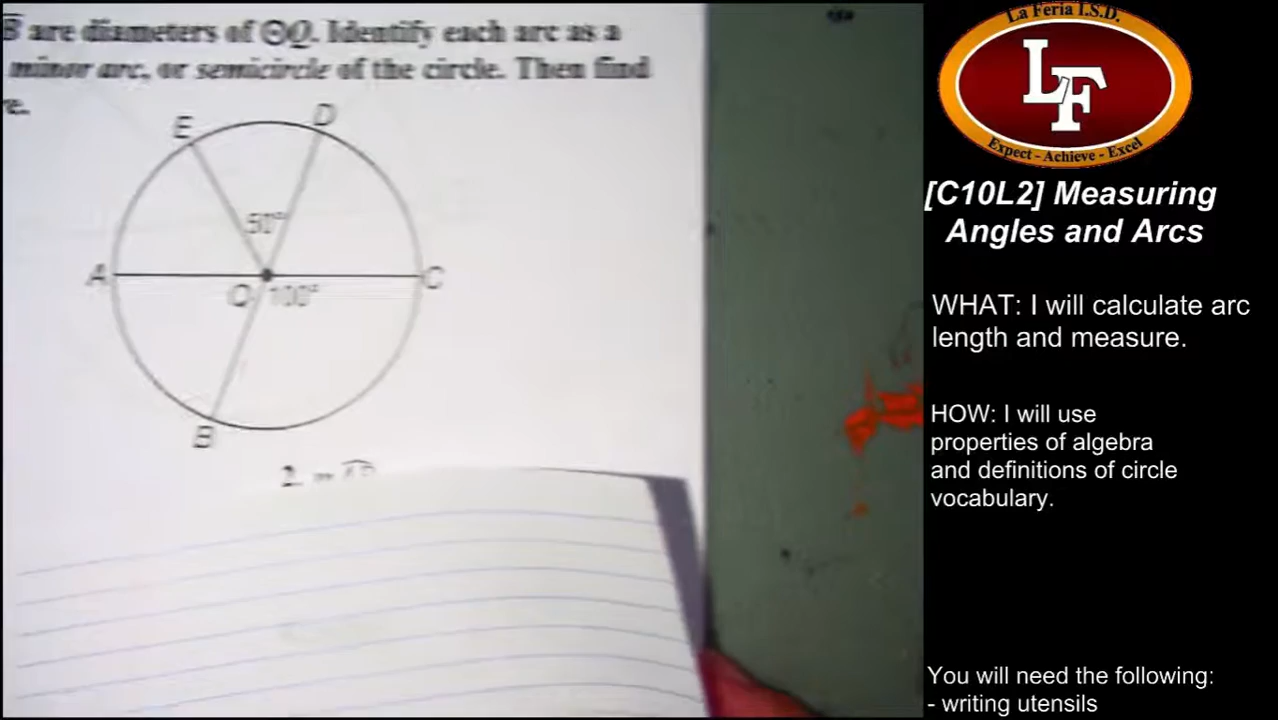 are diameters of ⊙Q. Identify each arc as a
minor arc, or semicircle of the circle. Then find
re.
E
D
50°
A
C
Q
100°
B
2.
La Feria I.S.D.
LF
Expect - Achieve - Excel
[C10L2] Measuring
Angles and Arcs
WHAT: I will calculate arc
length and measure.
HOW: I will use
properties of algebra
and definitions of circle
vocabulary.
You will need the following:
- writing utensils